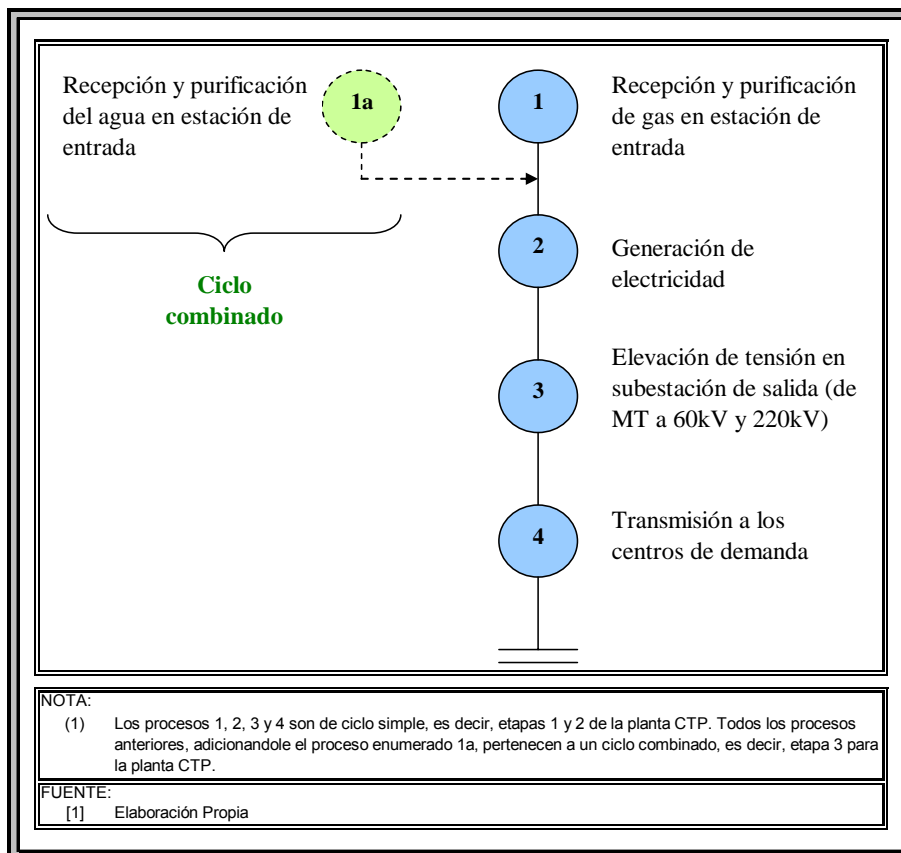 Recepción y purificación
del agua en estación de
entrada
1a
1
Recepción y purificación
de gas en estación de
entrada
Ciclo
combinado
2
Generación de
electricidad
3
Elevación de tensión en
subestación de salida (de
MT a 60kV y 220kV)
4
Transmisión a los
centros de demanda
NOTA:
(1) Los procesos 1, 2, 3 y 4 son de ciclo simple, es decir, etapas 1 y 2 de la planta CTP. Todos los procesos
anteriores, adicionandole el proceso enumerado 1a, pertenecen a un ciclo combinado, es decir, etapa 3 para
la planta CTP.
FUENTE:
[1] Elaboración Propia